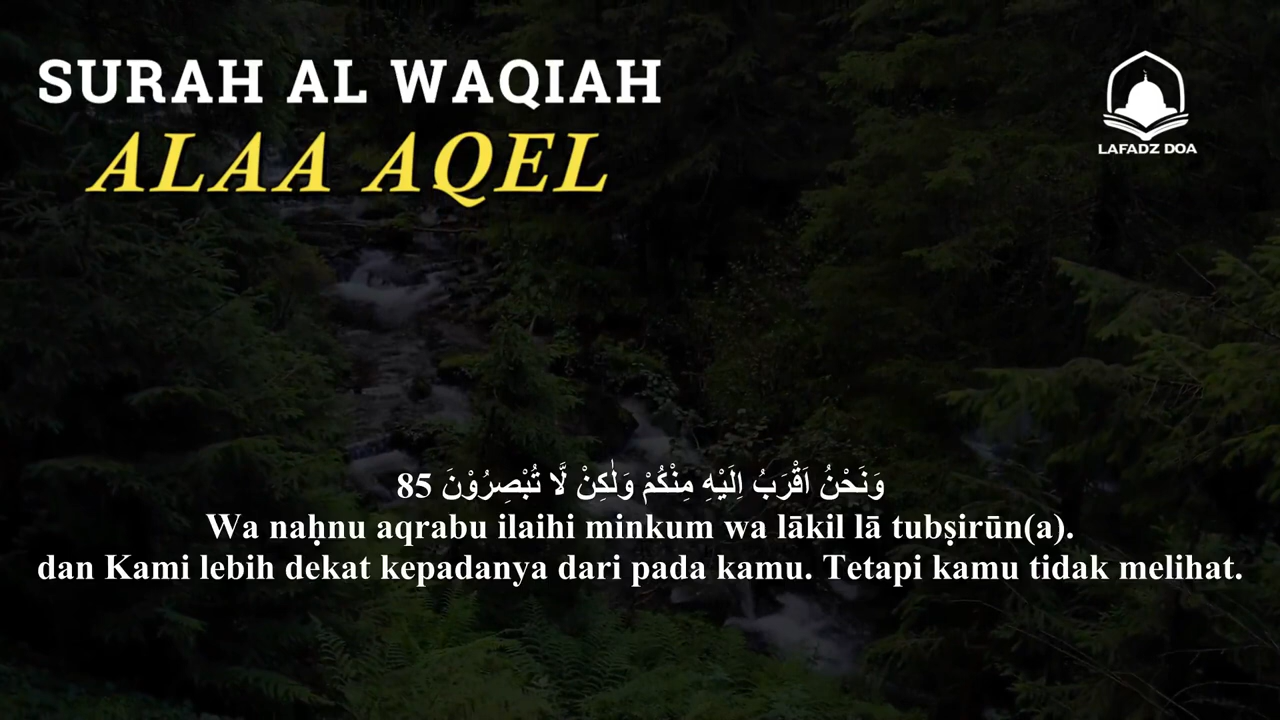 SURAH AL WAQIAH
ALAA AQEL
LAFADZ DOA
وَنَحْنُ اَقْرَبُ اِلَيْهِ مِنْكُمْ وَلٰكِنْ لَّا تُبْصِرُوْنَ 85
Wa naḥnu aqrabu ilaihi minkum wa lākil lā tubṣirūn(a).
dan Kami lebih dekat kepadanya dari pada kamu. Tetapi kamu tidak melihat.